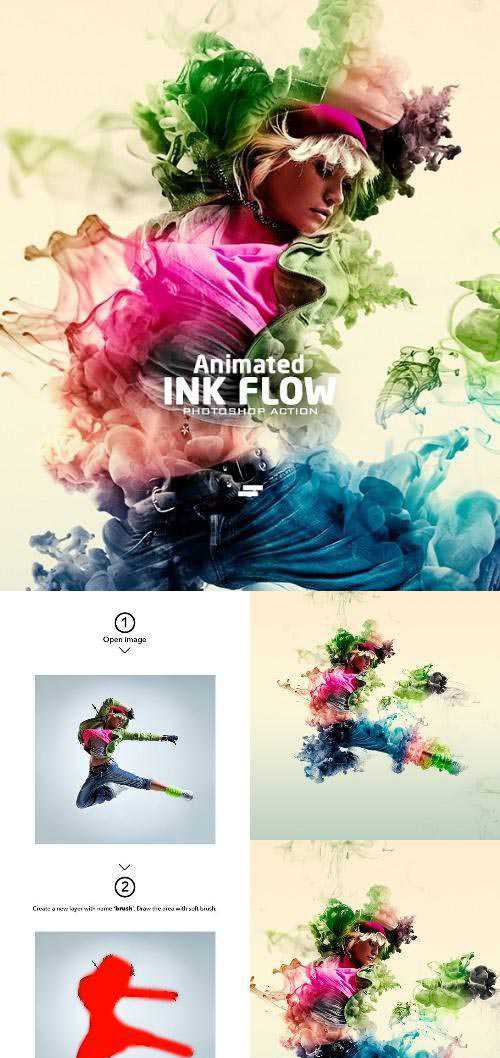 Animated
INK FLOW
PHOTOSHOP ACTION
1
Open image
2
Create a new layer with name 'brush'. Draw the area with soft brush.